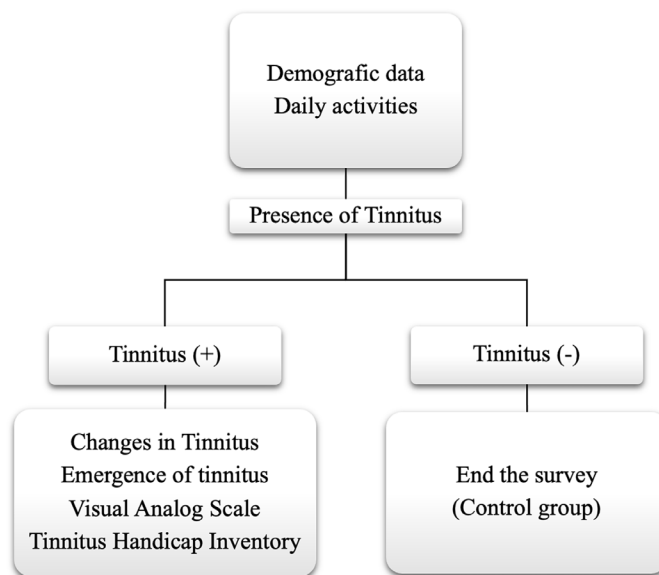 Demografic data
Daily activities
Presence of Tinnitus
Tinnitus (+)
Tinnitus (-)
Changes in Tinnitus
Emergence of tinnitus
Visual Analog Scale
Tinnitus Handicap Inventory
End the survey
(Control group)